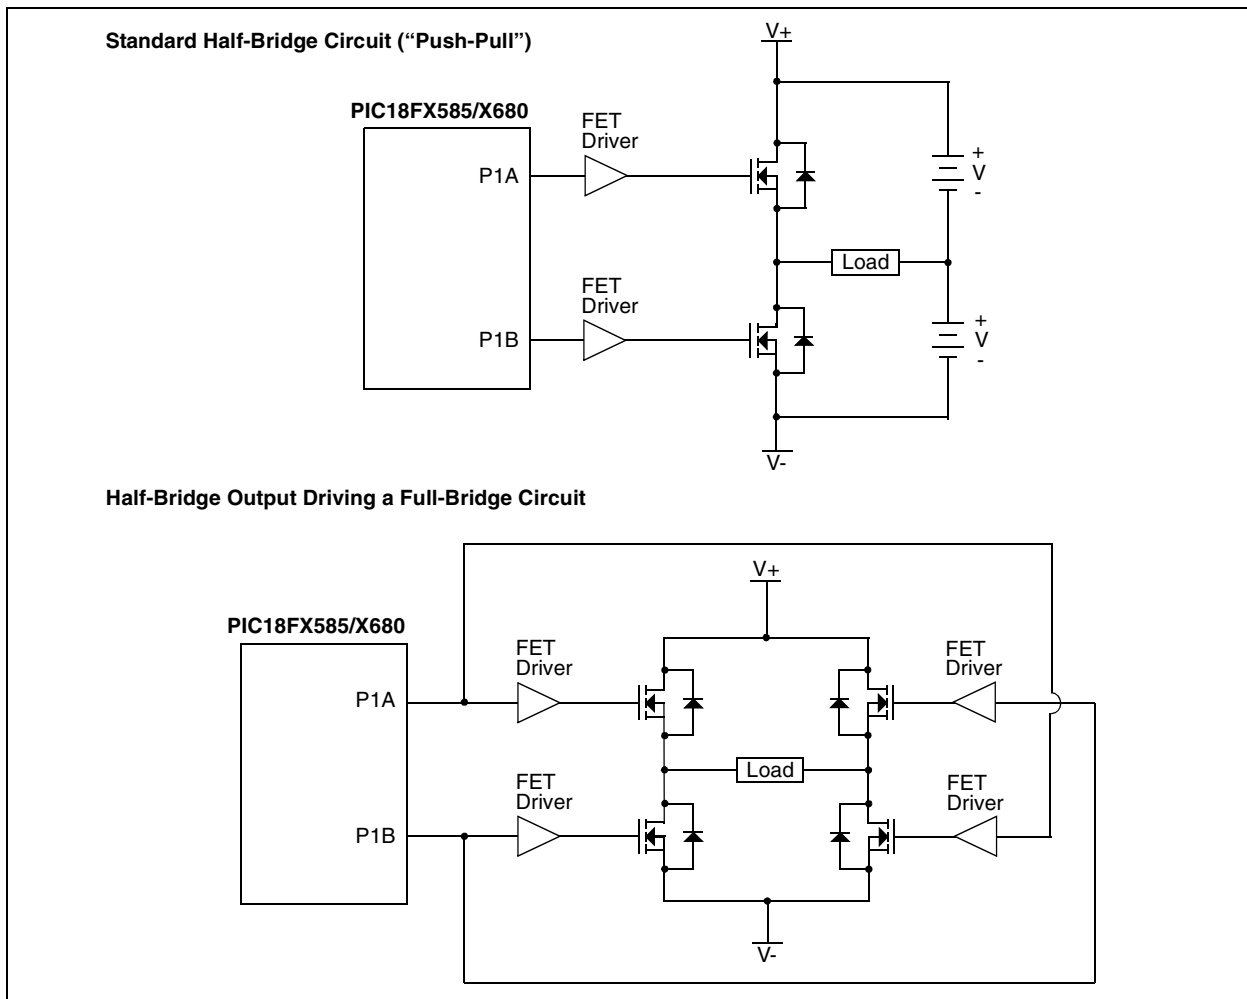 Standard Half-Bridge Circuit (“Push-Pull”)
V+
PIC18FX585/X680
FET
Driver
P1A
+
V
-
Load
FET
Driver
P1B
+
V
-
V-
Half-Bridge Output Driving a Full-Bridge Circuit
V+
PIC18FX585/X680
FET
Driver
FET
Driver
P1A
Load
FET
Driver
FET
Driver
P1B
V-